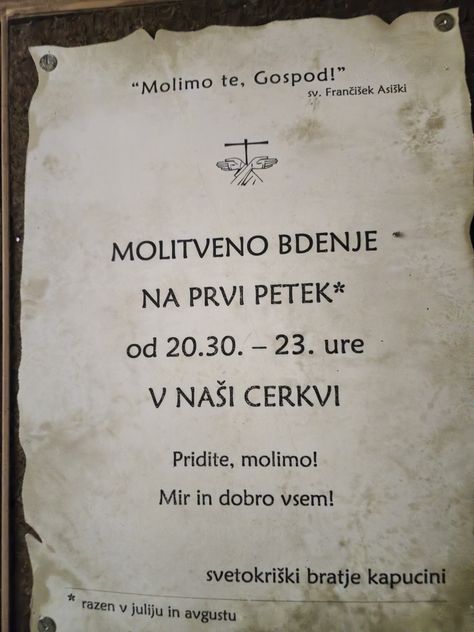 “Molimo te, Gospod!”
sv. Frančišek Asiški
MOLITVENO BDENJE
NA PRVI PETEK*
od 20.30. – 23. ure
V NAŠI CERKVI
Pridite, molimo!
Mir in dobro vsem!
svetokriški bratje kapucini
* razen v juliju in avgustu